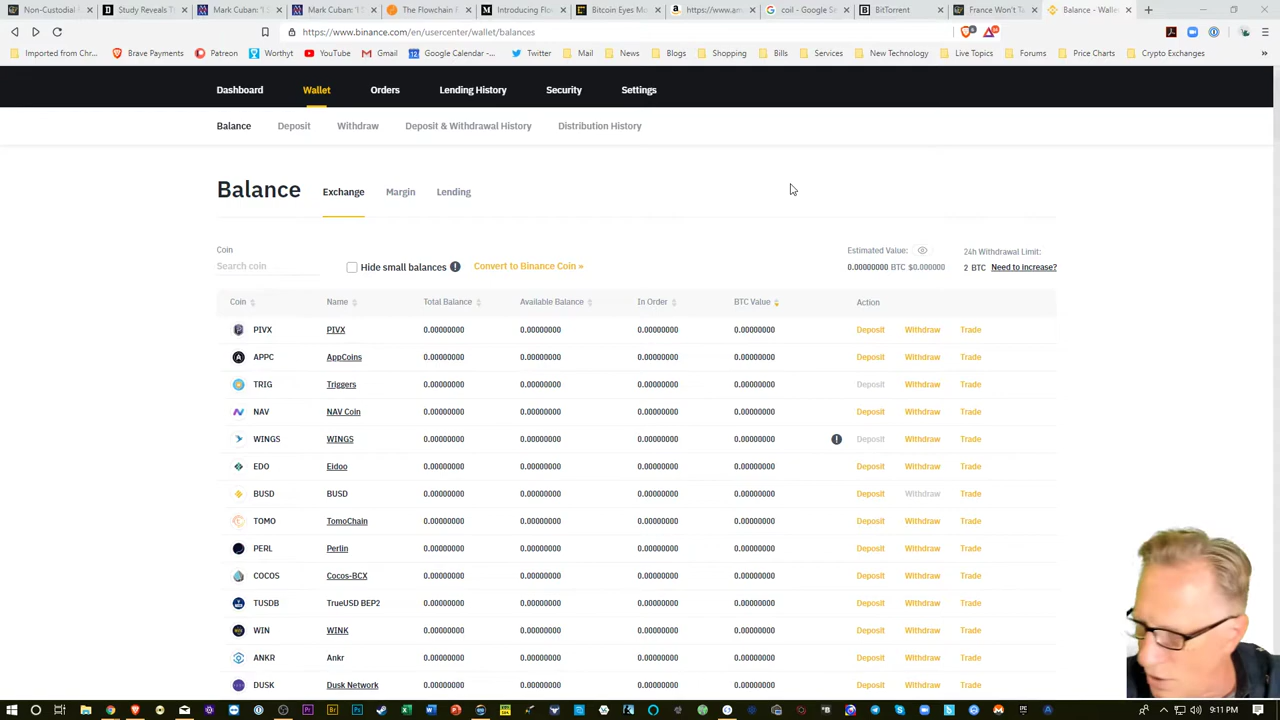 Non-Custodial W
Study Reveals Th
Mark Cuban: 'I.S
Mark Cuban: 'I.S
The Flowchain P
Introducing Flow
Bitcoin Eyes Mo
https://www.am
coil - Google Se
BitTorrent
France Won't Ta
Balance - Walle
https://www.binance.com/en/usercenter/wallet/balances
Imported from Chr...
Brave Payments
Patreon
Worthyt
YouTube
Gmail
Google Calendar -...
Twitter
Mail
News
Blogs
Shopping
Bills
Services
New Technology
Live Topics
Forums
Price Charts
Crypto Exchanges
Dashboard Wallet Orders Lending History Security Settings
Balance Deposit Withdraw Deposit & Withdrawal History Distribution History
Balance Exchange Margin Lending
Coin
Search coin
Hide small balances
Convert to Binance Coin »
Estimated Value:
0.00000000 BTC $0.000000
24h Withdrawal Limit:
2 BTC Need to increase?
Coin Name Total Balance Available Balance In Order BTC Value Action
PIVX PIVX 0.00000000 0.00000000 0.00000000 0.00000000 Deposit Withdraw Trade
APPC AppCoins 0.00000000 0.00000000 0.00000000 0.00000000 Deposit Withdraw Trade
TRIG Triggers 0.00000000 0.00000000 0.00000000 0.00000000 Deposit Withdraw Trade
NAV NAV Coin 0.00000000 0.00000000 0.00000000 0.00000000 Deposit Withdraw Trade
WINGS WINGS 0.00000000 0.00000000 0.00000000 0.00000000 Deposit Withdraw Trade
EDO Eidoo 0.00000000 0.00000000 0.00000000 0.00000000 Deposit Withdraw Trade
BUSD BUSD 0.00000000 0.00000000 0.00000000 0.00000000 Deposit Withdraw Trade
TOMO TomoChain 0.00000000 0.00000000 0.00000000 0.00000000 Deposit Withdraw Trade
PERL Perlin 0.00000000 0.00000000 0.00000000 0.00000000 Deposit Withdraw Trade
COCOS Cocos-BCX 0.00000000 0.00000000 0.00000000 0.00000000 Deposit Withdraw Trade
TUSDB TrueUSD BEP2 0.00000000 0.00000000 0.00000000 0.00000000 Deposit Withdraw Trade
WIN WINK 0.00000000 0.00000000 0.00000000 0.00000000 Deposit Withdraw Trade
ANKR Ankr 0.00000000 0.00000000 0.00000000 0.00000000 Deposit Withdraw Trade
DUSK Dusk Network 0.00000000 0.00000000 0.00000000 0.00000000 Deposit Withdraw Trade
9:11 PM